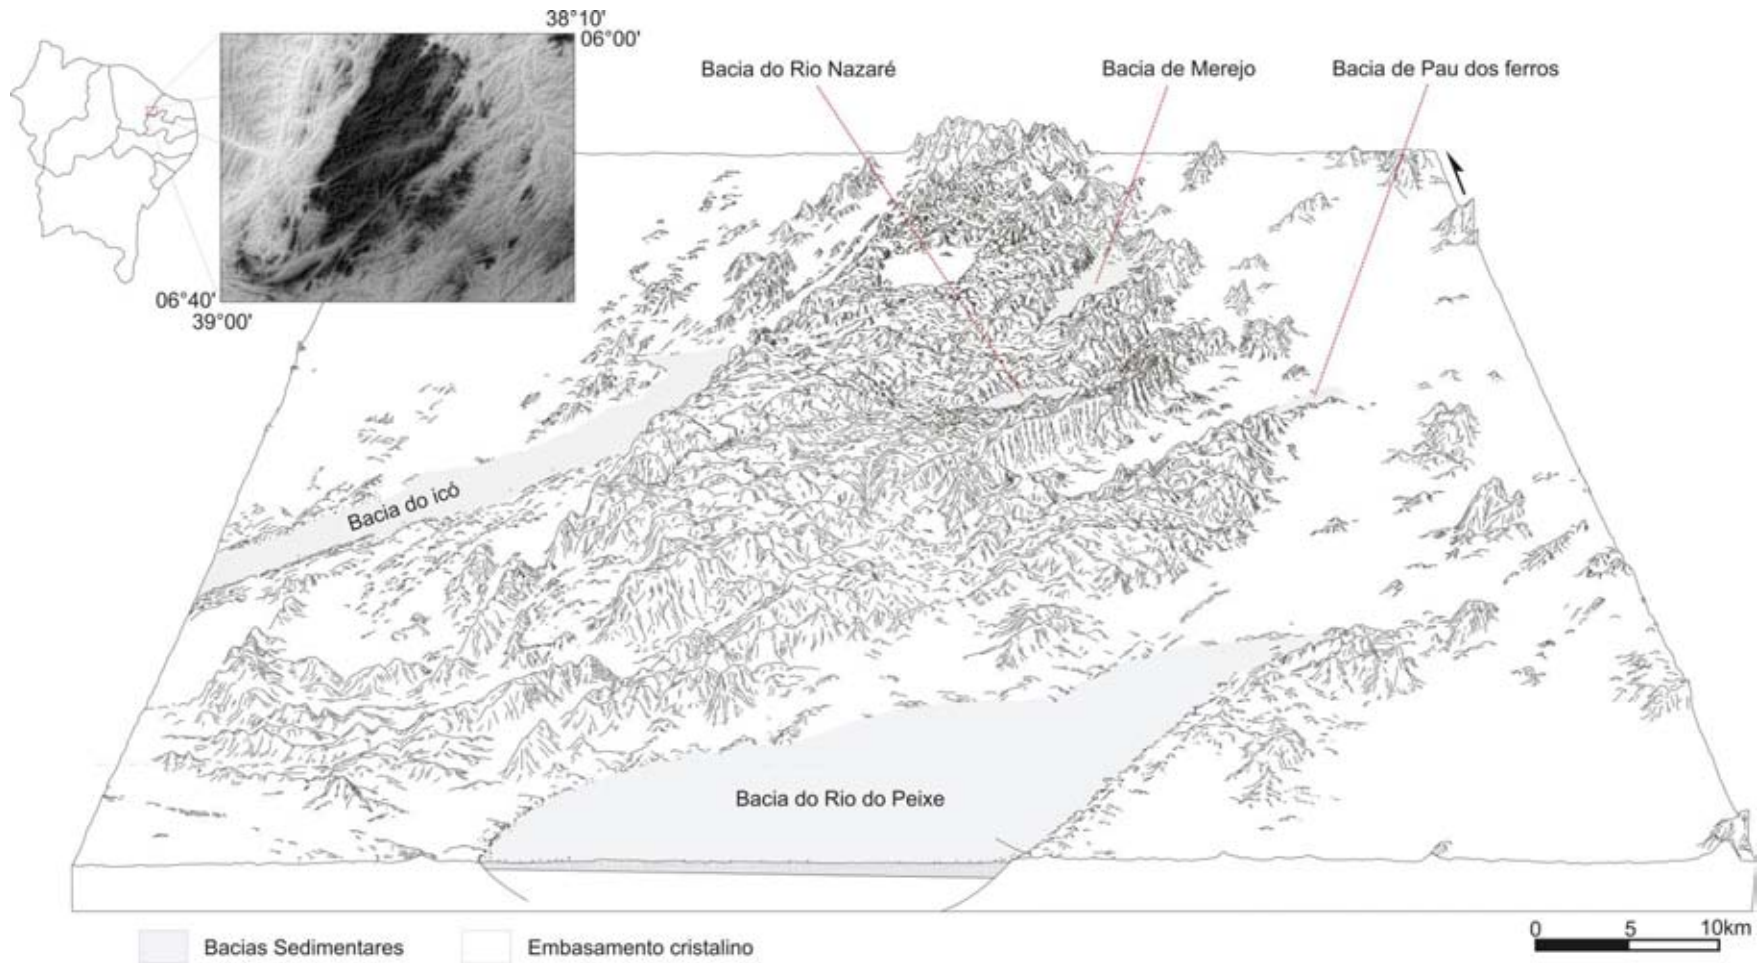 38°10'
06°00'
Bacia do Rio Nazaré
Bacia de Merejo
Bacia de Pau dos ferros
06°40'
39°00'
Bacia do icó
Bacia do Rio do Peixe
Bacias Sedimentares
Embasamento cristalino
0 5 10km